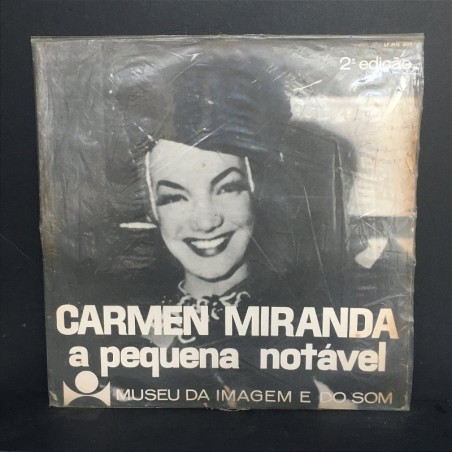 2ª edição
CARMEN MIRANDA
a pequena notável
MUSEU DA IMAGEM E DO SOM